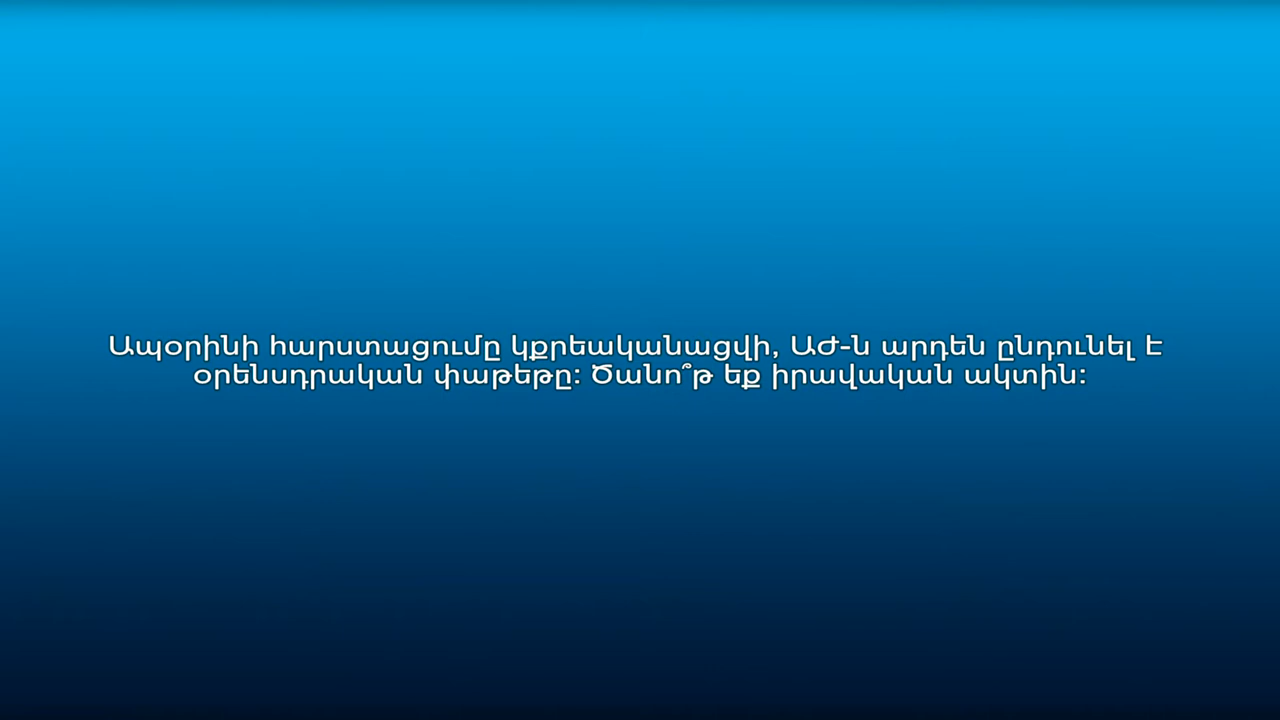 Ապօրինի հարստացումը կքրեականացվի, ԱԺ-ն արդեն ընդունել է
օրենսդրական փաթեթը: Ծանո՞թ եք իրավական ակտին: